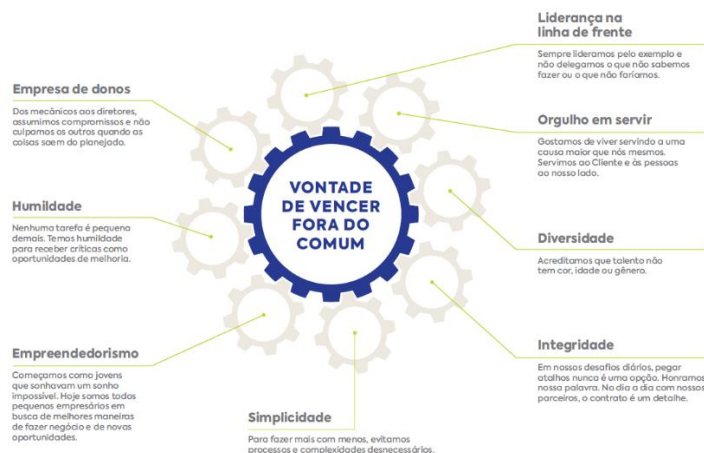 Liderança na
linha de frente
Sempre lideramos pelo exemplo e
não delegamos o que não sabemos
fazer ou o que não faríamos.
Empresa de donos
Dos mecânicos aos diretores,
assumimos compromissos e não
culpamos os outros quando as
coisas saem do planejado.
Orgulho em servir
Gostamos de viver servindo a uma
causa maior que nós mesmos.
Servimos ao Cliente e às pessoas
ao nosso lado.
VONTADE
DE VENCER
FORA DO
COMUM
Humildade
Nenhuma tarefa é pequena
demais. Temos humildade
para receber críticas como
oportunidades de melhoria.
Diversidade
Acreditamos que talento não
tem cor, idade ou gênero.
Integridade
Em nossos desafios diários, pegar
atalhos nunca é uma opção. Honramos
nossa palavra. No dia a dia com nossos
parceiros, o contrato é um detalhe.
Empreendedorismo
Começamos como jovens
que sonhavam um sonho
impossível. Hoje somos todos
pequenos empresários em
busca de melhores maneiras
de fazer negócio e de novas
oportunidades.
Simplicidade
Para fazer mais com menos, evitamos
processos e complexidades desnecessários.